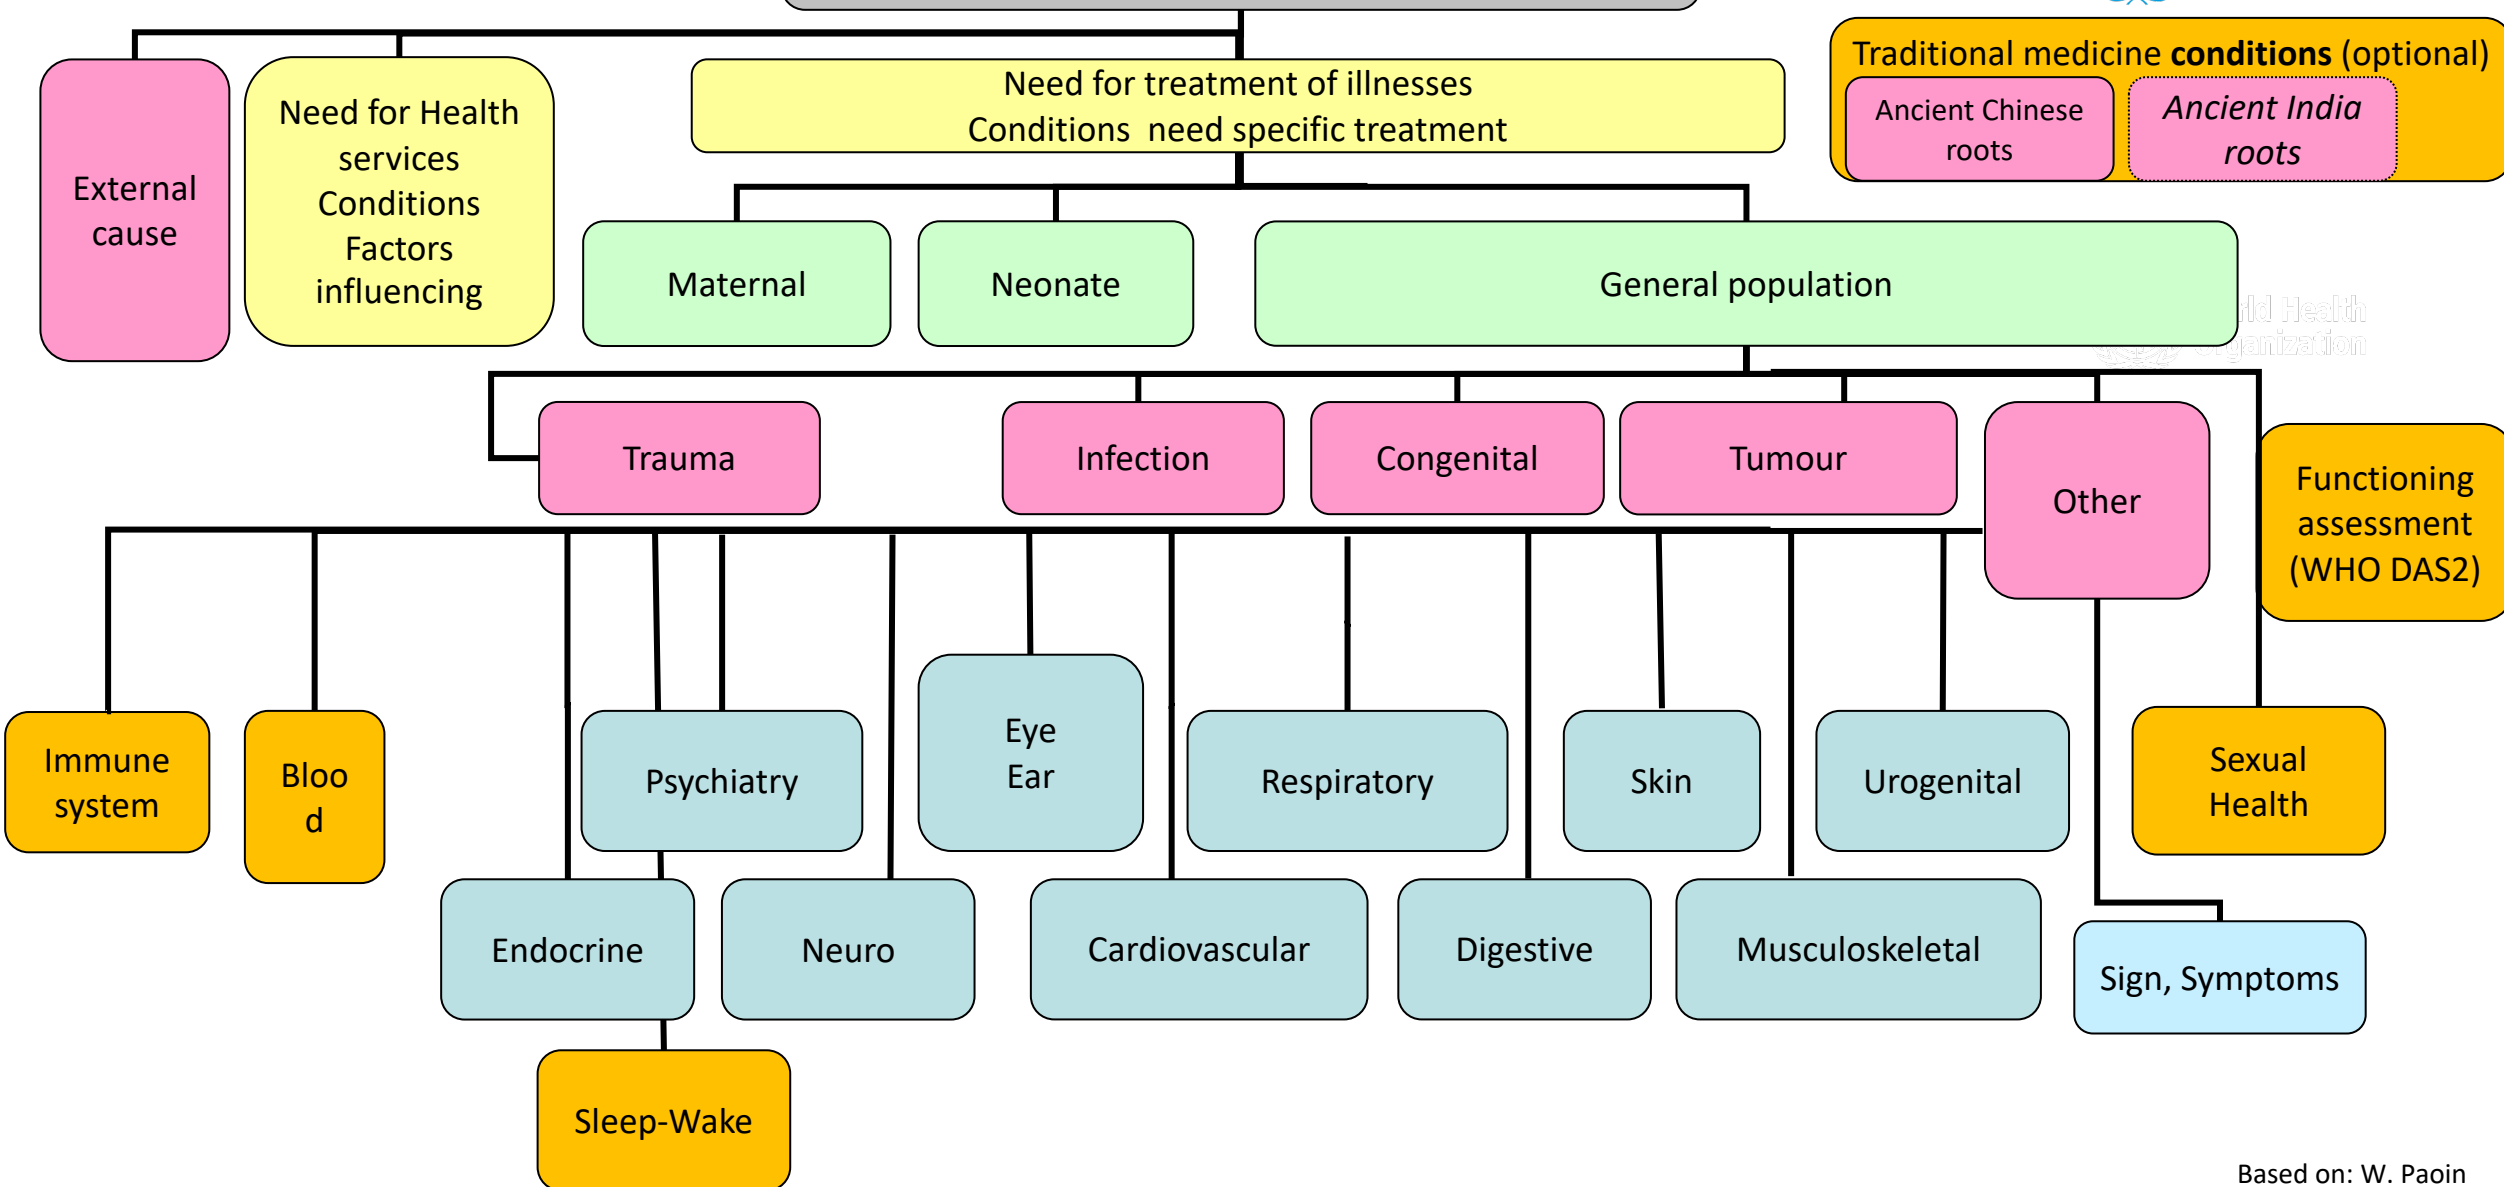 Traditional medicine conditions (optional)
Ancient Chinese
roots
Ancient India
roots
Need for treatment of illnesses
Conditions need specific treatment
External
cause
Need for Health
services
Conditions
Factors
influencing
Maternal
Neonate
General population
rld Health
rganization
Trauma
Infection
Congenital
Tumour
Other
Functioning
assessment
(WHO DAS2)
Immune
system
Bloo
d
Psychiatry
Eye
Ear
Respiratory
Skin
Urogenital
Sexual
Health
Endocrine
Neuro
Cardiovascular
Digestive
Musculoskeletal
Sign, Symptoms
Sleep-Wake
Based on: W. Paoin